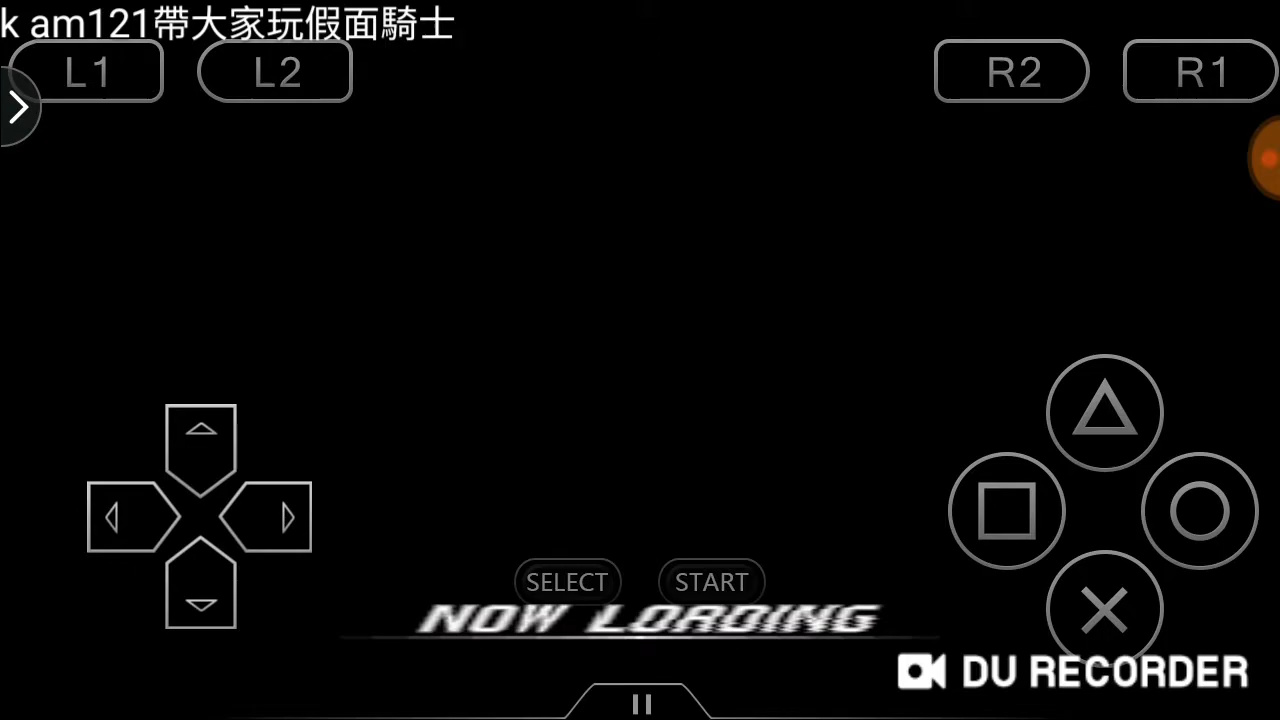 k am121帶大家玩假面騎士
L1 L2 R2 R1
SELECT START
NOW LOADING
DU RECORDER